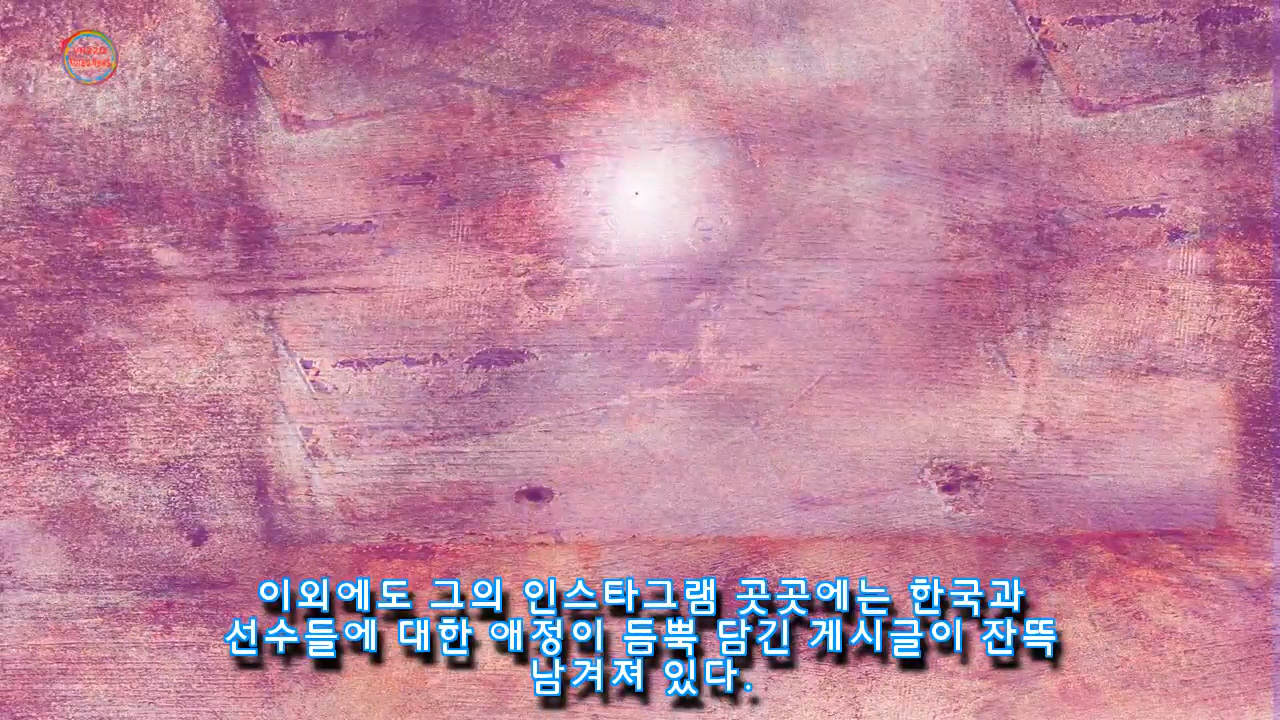 이외에도 그의 인스타그램 곳곳에는 한국과
선수들에 대한 애정이 듬뿍 담긴 게시글이 잔뜩
남겨져 있다.